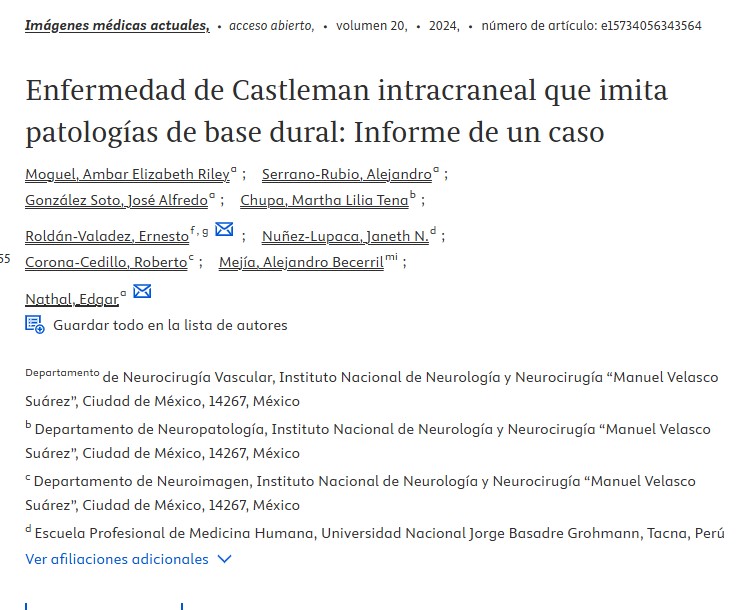 Imágenes médicas actuales, • acceso abierto, • volumen 20, • 2024, • número de artículo: e15734056343564
Enfermedad de Castleman intracraneal que imita
patologías de base dural: Informe de un caso
Moguel, Ambar Elizabeth Riley a ; Serrano-Rubio, Alejandro a ;
González Soto, José Alfredo a ; Chupa, Martha Lilia Tena b ;
Roldán-Valadez, Ernesto f, g ; Nuñez-Lupaca, Janeth N. d ;
55 Corona-Cedillo, Roberto c ; Mejía, Alejandro Becerril mi ;
Nathal, Edgar a
Guardar todo en la lista de autores
Departamento de Neurocirugía Vascular, Instituto Nacional de Neurología y Neurocirugía “Manuel Velasco
Suárez”, Ciudad de México, 14267, México
b Departamento de Neuropatología, Instituto Nacional de Neurología y Neurocirugía “Manuel Velasco
Suárez”, Ciudad de México, 14267, México
c Departamento de Neuroimagen, Instituto Nacional de Neurología y Neurocirugía “Manuel Velasco
Suárez”, Ciudad de México, 14267, México
d Escuela Profesional de Medicina Humana, Universidad Nacional Jorge Basadre Grohmann, Tacna, Perú
Ver afiliaciones adicionales